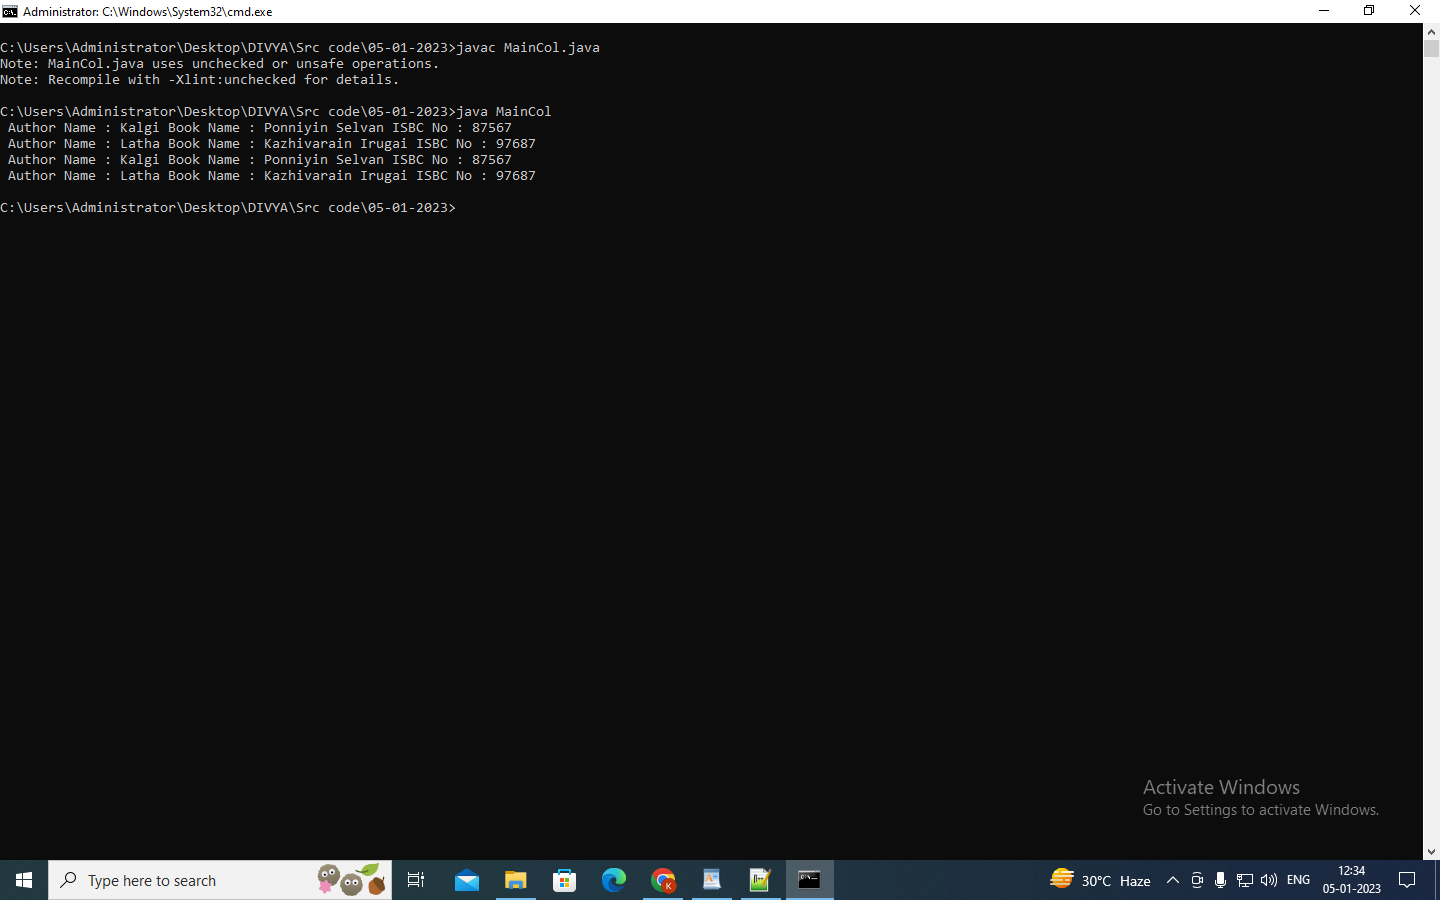 Administrator: C:\Windows\System32\cmd.exe
C:\Users\Administrator\Desktop\DIVYA\Src code\05-01-2023>javac MainCol.java
Note: MainCol.java uses unchecked or unsafe operations.
Note: Recompile with -Xlint:unchecked for details.
C:\Users\Administrator\Desktop\DIVYA\Src code\05-01-2023>java MainCol
Author Name : Kalgi Book Name : Ponniyin Selvan ISBC No : 87567
Author Name : Latha Book Name : Kazhivarain Irugai ISBC No : 97687
Author Name : Kalgi Book Name : Ponniyin Selvan ISBC No : 87567
Author Name : Latha Book Name : Kazhivarain Irugai ISBC No : 97687
C:\Users\Administrator\Desktop\DIVYA\Src code\05-01-2023>
Activate Windows
Go to Settings to activate Windows.
Type here to search
K
30°C Haze
ENG
12:34
05-01-2023